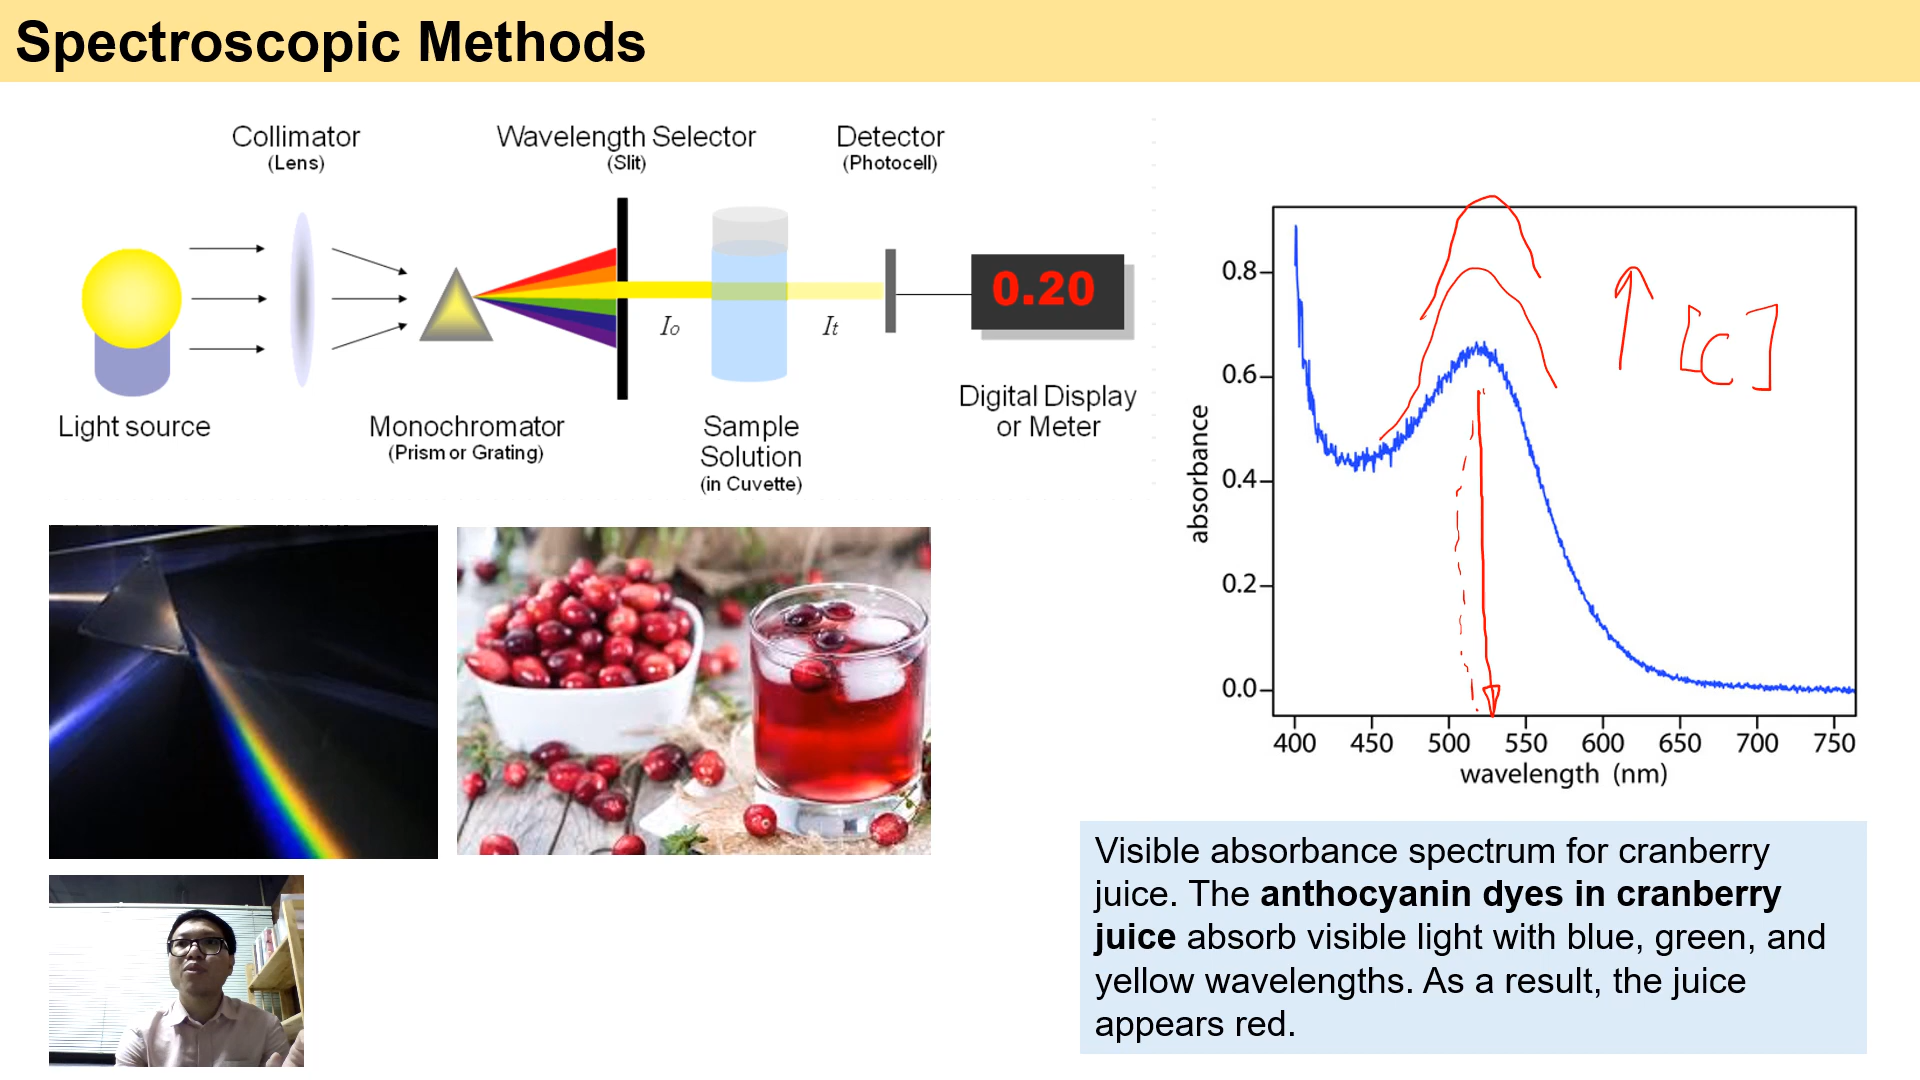 Spectroscopic Methods
Collimator
(Lens)
Wavelength Selector
(Slit)
Detector
(Photocell)
Light source
Monochromator
(Prism or Grating)
Io
It
Sample
Solution
(in Cuvette)
0.20
Digital Display
or Meter
absorbance
0.8
0.6
0.4
0.2
0.0
400 450 500 550 600 650 700 750
wavelength (nm)
[C]
Visible absorbance spectrum for cranberry
juice. The anthocyanin dyes in cranberry
juice absorb visible light with blue, green, and
yellow wavelengths. As a result, the juice
appears red.